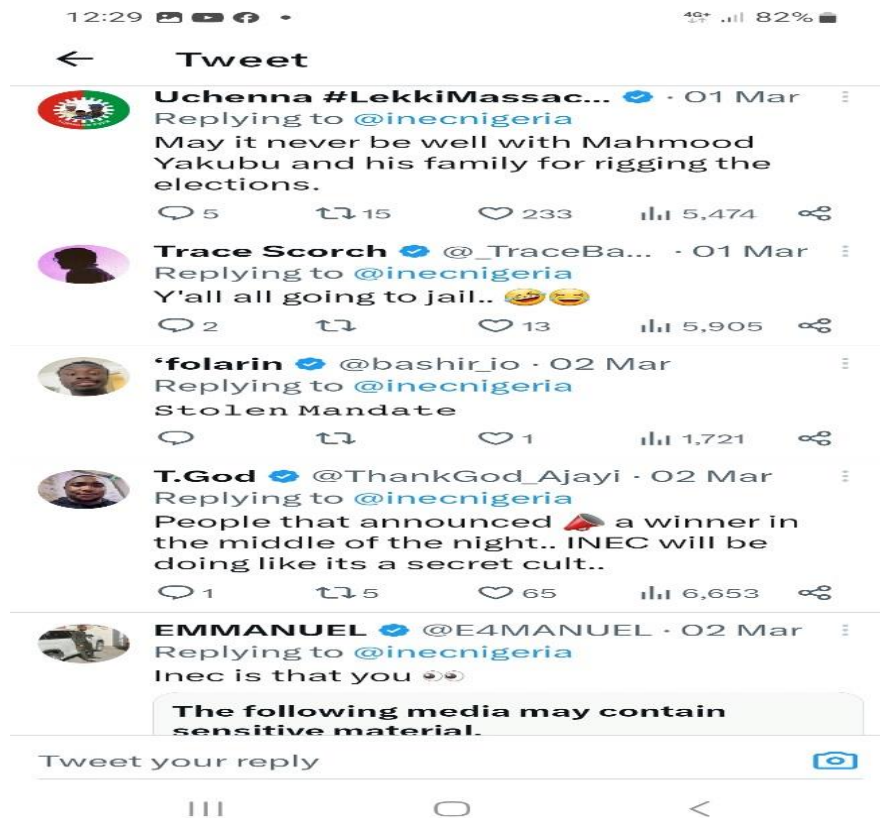 12:29
4G+ 82%
Tweet
Uchenna #LekkiMassac... · 01 Mar
Replying to @inecnigeria
May it never be well with Mahmood
Yakubu and his family for rigging the
elections.
5 15 233 5,474
Trace Scorch @_TraceBa... · 01 Mar
Replying to @inecnigeria
Y'all all going to jail.. 🤣😂
2 13 5,905
‘folarin @bashir_io · 02 Mar
Replying to @inecnigeria
Stolen Mandate
1 1,721
T.God @ThankGod_Ajayi · 02 Mar
Replying to @inecnigeria
People that announced 📣 a winner in
the middle of the night.. INEC will be
doing like its a secret cult..
1 5 65 6,653
EMMANUEL @E4MANUEL · 02 Mar
Replying to @inecnigeria
Inec is that you 👀
The following media may contain
sensitive material.
Tweet your reply